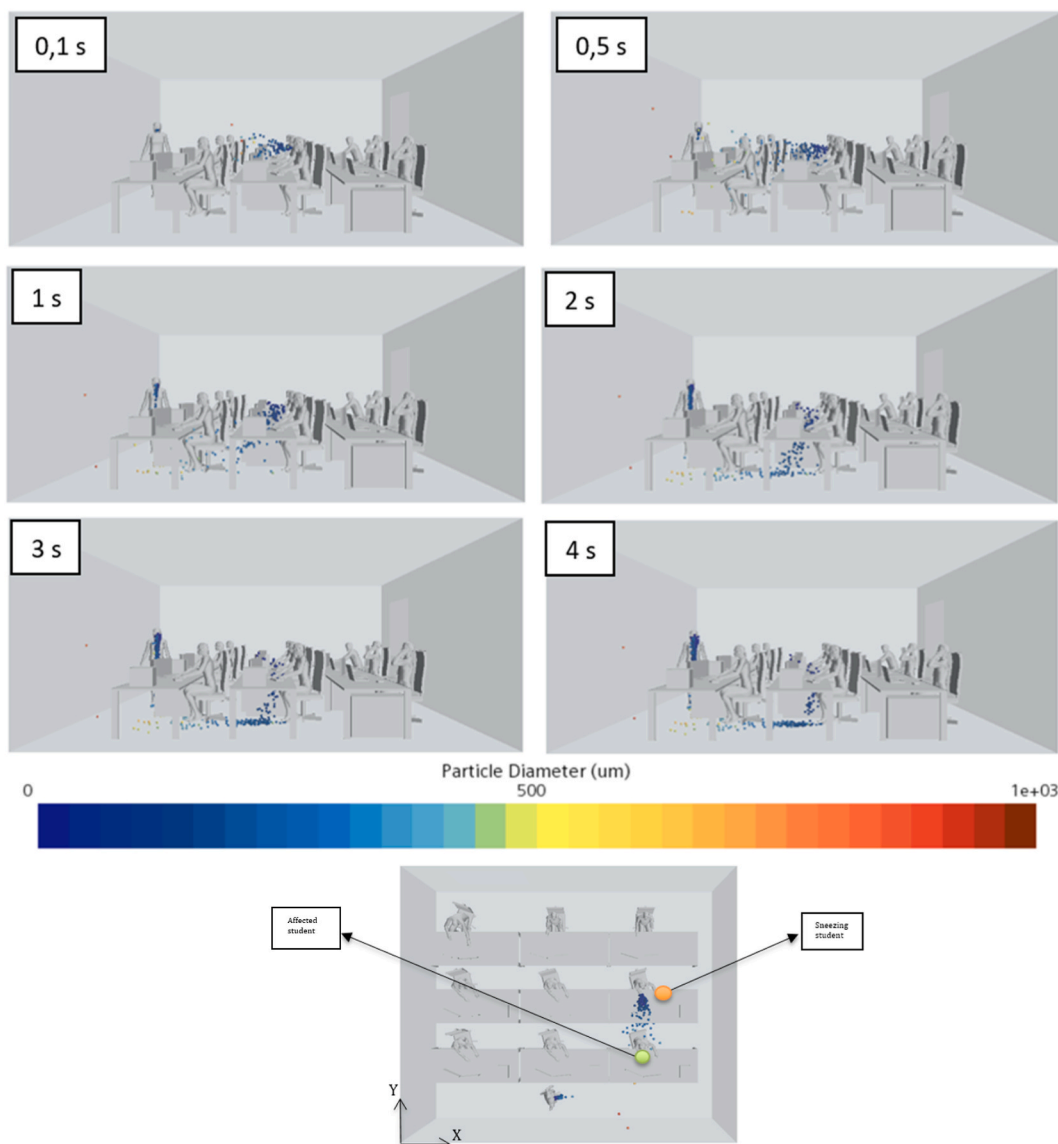 0,1 s
0,5 s
1 s
2 s
3 s
4 s
Particle Diameter (um)
0
500
1e+03
Affected
student
Sneezing
student
Y
X